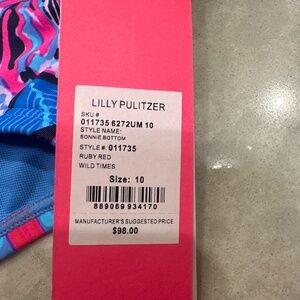 LILLY PULITZER
SKU #
011735 6272UM 10
STYLE NAME:
SONNIE BOTTOM
STYLE #: 011735
RUBY RED
WILD TIMES
Size: 10
889069 934170
MANUFACTURER'S SUGGESTED PRICE
$98.00